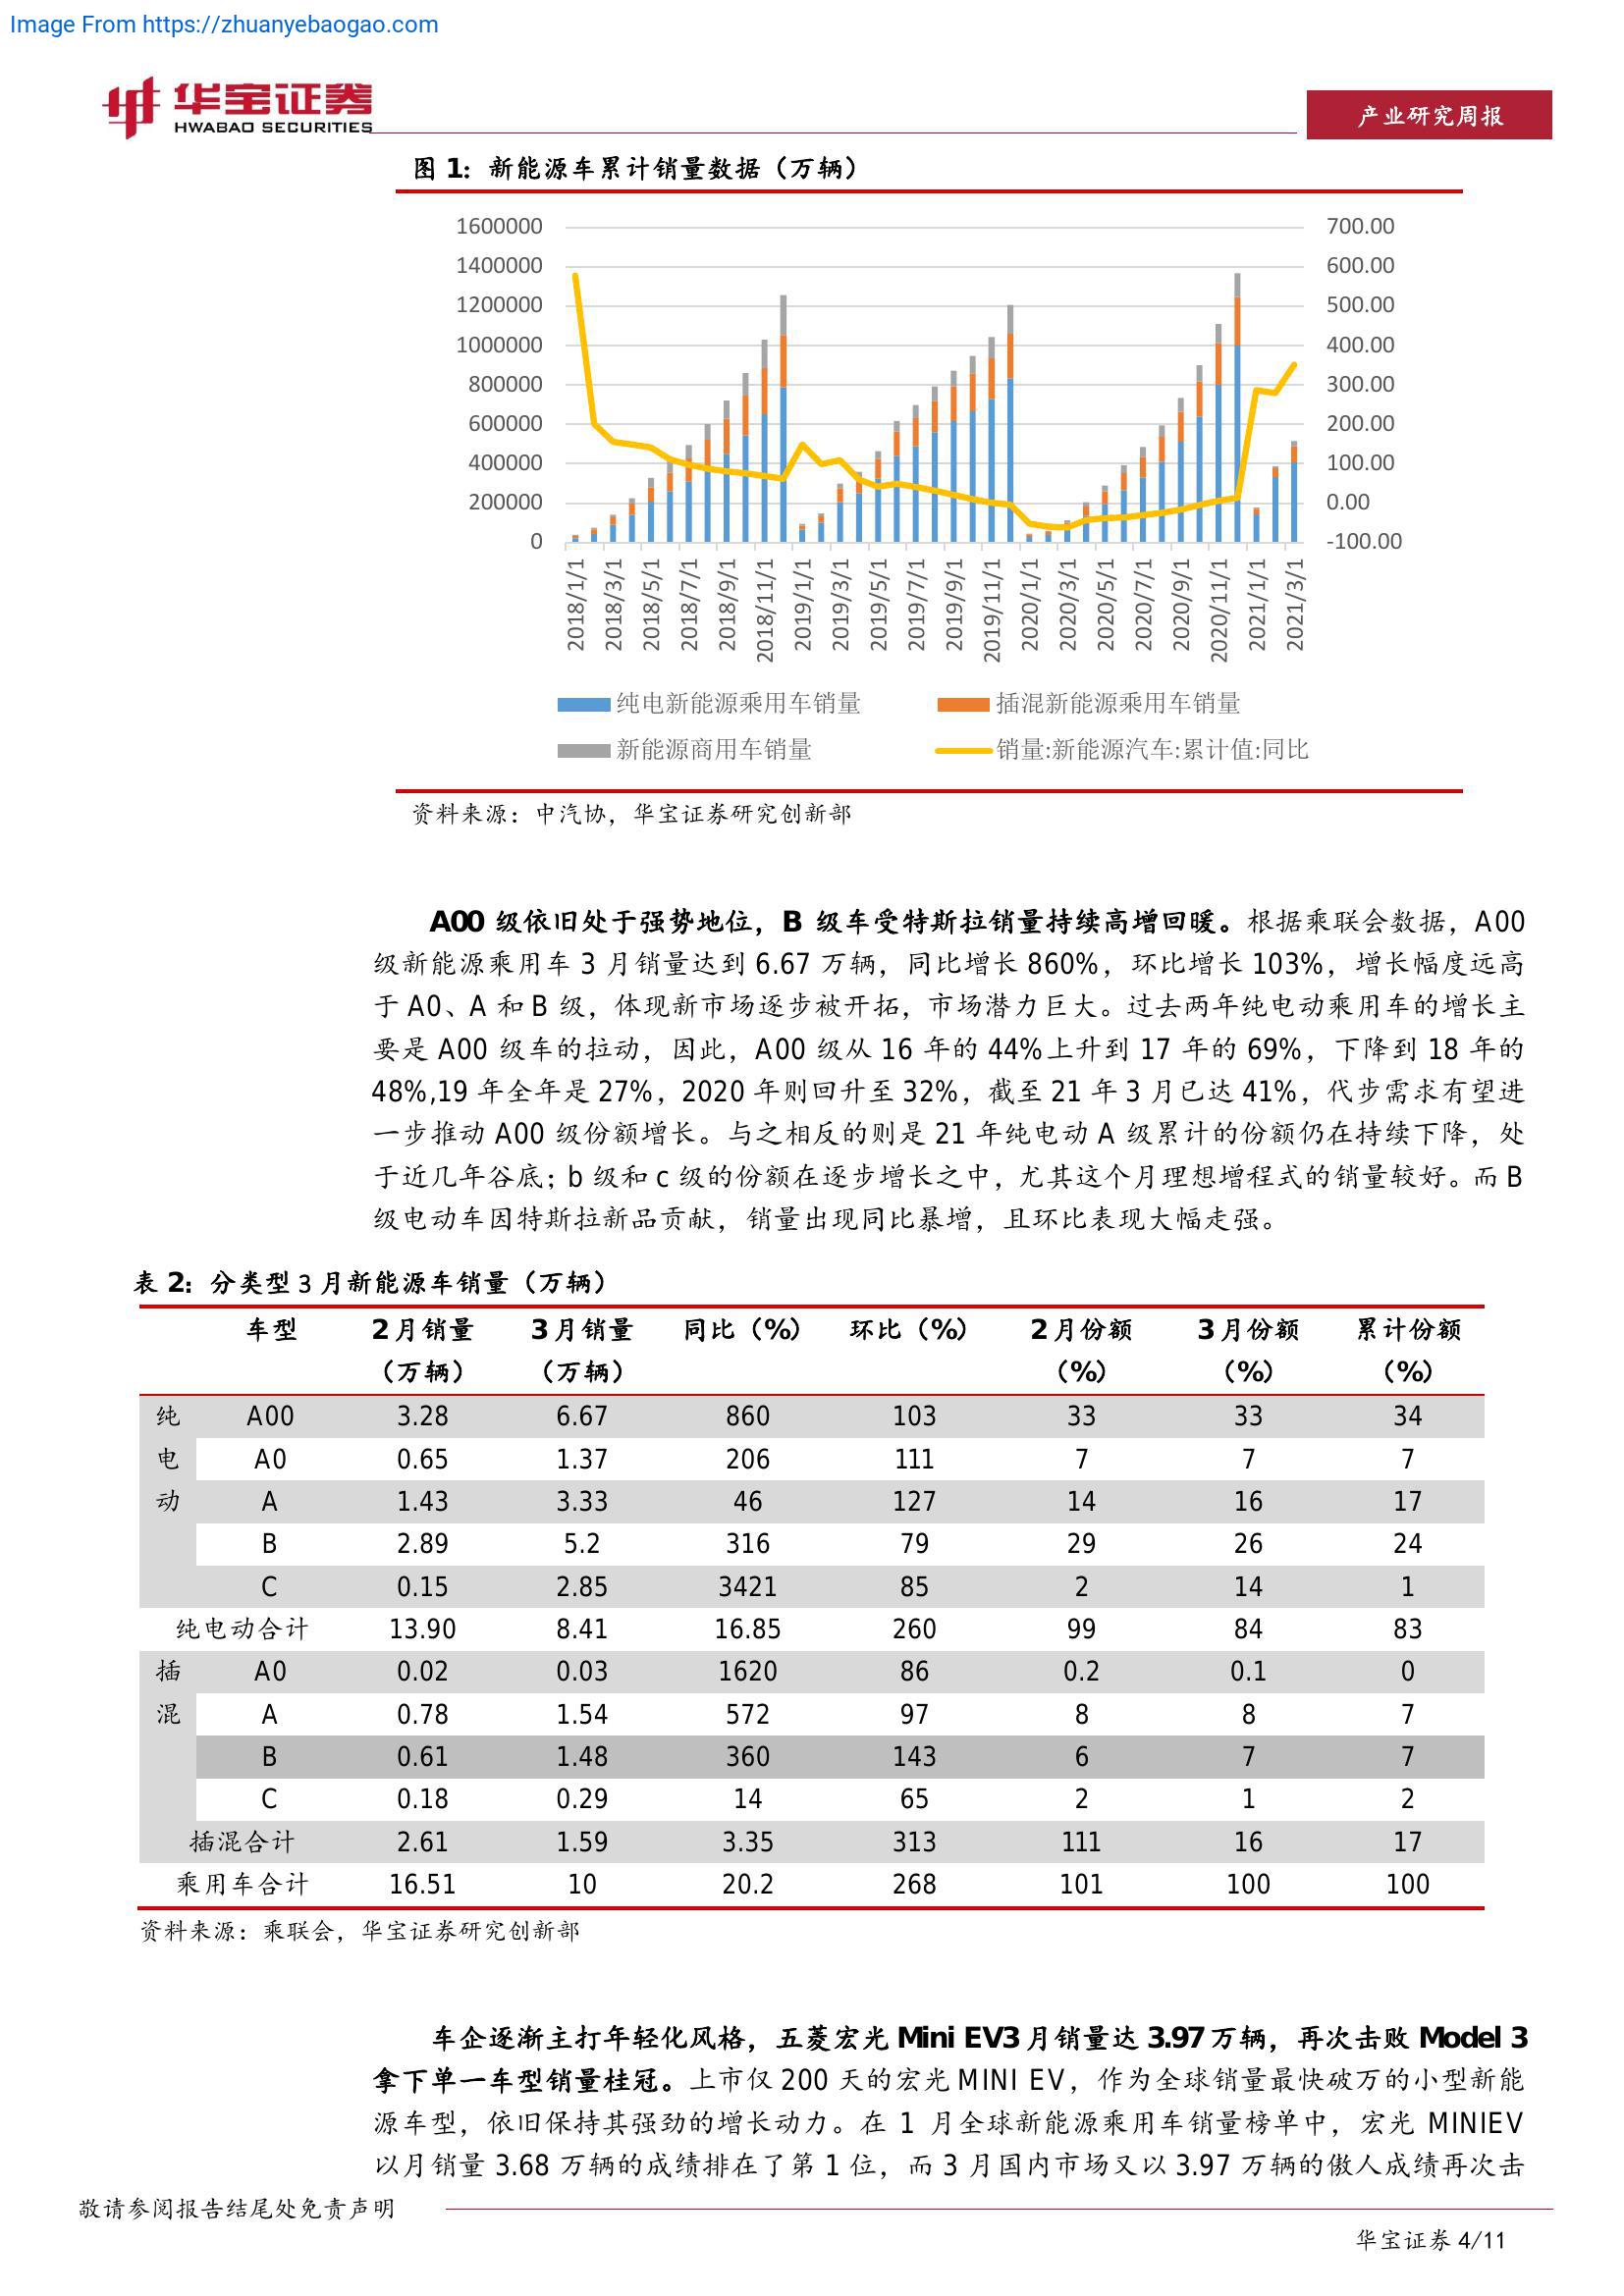 Image From https://zhuanyebaogao.com
华宝证券
HWABAO SECURITIES
产业研究周报
图 1：新能源车累计销量数据（万辆）
1600000
1400000
1200000
1000000
800000
600000
400000
200000
0
700.00
600.00
500.00
400.00
300.00
200.00
100.00
0.00
-100.00
2018/1/1
2018/3/1
2018/5/1
2018/7/1
2018/9/1
2018/11/1
2019/1/1
2019/3/1
2019/5/1
2019/7/1
2019/9/1
2019/11/1
2020/1/1
2020/3/1
2020/5/1
2020/7/1
2020/9/1
2020/11/1
2021/1/1
2021/3/1
纯电新能源乘用车销量 插混新能源乘用车销量
新能源商用车销量 销量:新能源汽车:累计值:同比
资料来源：中汽协，华宝证券研究创新部
A00 级依旧处于强势地位，B 级车受特斯拉销量持续高增回暖。根据乘联会数据，A00
级新能源乘用车 3 月销量达到 6.67 万辆，同比增长 860%，环比增长 103%，增长幅度远高
于 A0、A 和 B 级，体现新市场逐步被开拓，市场潜力巨大。过去两年纯电动乘用车的增长主
要是 A00 级车的拉动，因此，A00 级从 16 年的 44%上升到 17 年的 69%，下降到 18 年的
48%,19 年全年是 27%，2020 年则回升至 32%，截至 21 年 3 月已达 41%，代步需求有望进
一步推动 A00 级份额增长。与之相反的则是 21 年纯电动 A 级累计的份额仍在持续下降，处
于近几年谷底；b 级和 c 级的份额在逐步增长之中，尤其这个月理想增程式的销量较好。而 B
级电动车因特斯拉新品贡献，销量出现同比暴增，且环比表现大幅走强。
表 2：分类型 3 月新能源车销量（万辆）
车型 2 月销量 3 月销量 同比（%） 环比（%） 2 月份额 3 月份额 累计份额
（万辆） （万辆） （%） （%） （%）
纯 A00 3.28 6.67 860 103 33 33 34
电 A0 0.65 1.37 206 111 7 7 7
动 A 1.43 3.33 46 127 14 16 17
B 2.89 5.2 316 79 29 26 24
C 0.15 2.85 3421 85 2 14 1
纯电动合计 13.90 8.41 16.85 260 99 84 83
插 A0 0.02 0.03 1620 86 0.2 0.1 0
混 A 0.78 1.54 572 97 8 8 7
B 0.61 1.48 360 143 6 7 7
C 0.18 0.29 14 65 2 1 2
插混合计 2.61 1.59 3.35 313 111 16 17
乘用车合计 16.51 10 20.2 268 101 100 100
资料来源：乘联会，华宝证券研究创新部
车企逐渐主打年轻化风格，五菱宏光 Mini EV3 月销量达 3.97 万辆，再次击败 Model 3
拿下单一车型销量桂冠。上市仅 200 天的宏光 MINI EV，作为全球销量最快破万的小型新能
源车型，依旧保持其强劲的增长动力。在 1 月全球新能源乘用车销量榜单中，宏光 MINIEV
以月销量 3.68 万辆的成绩排在了第 1 位，而 3 月国内市场又以 3.97 万辆的傲人成绩再次击
敬请参阅报告结尾处免责声明
华宝证券 4/11